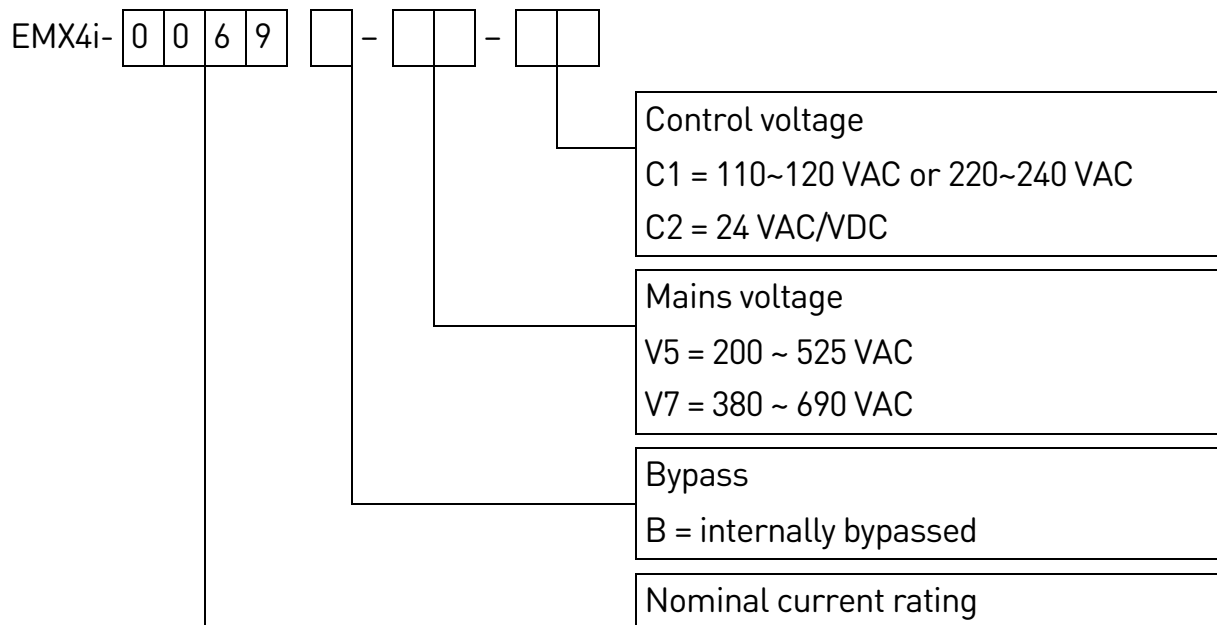 EMX4i- 0 0 6 9 – –
Control voltage
C1 = 110~120 VAC or 220~240 VAC
C2 = 24 VAC/VDC
Mains voltage
V5 = 200 ~ 525 VAC
V7 = 380 ~ 690 VAC
Bypass
B = internally bypassed
Nominal current rating